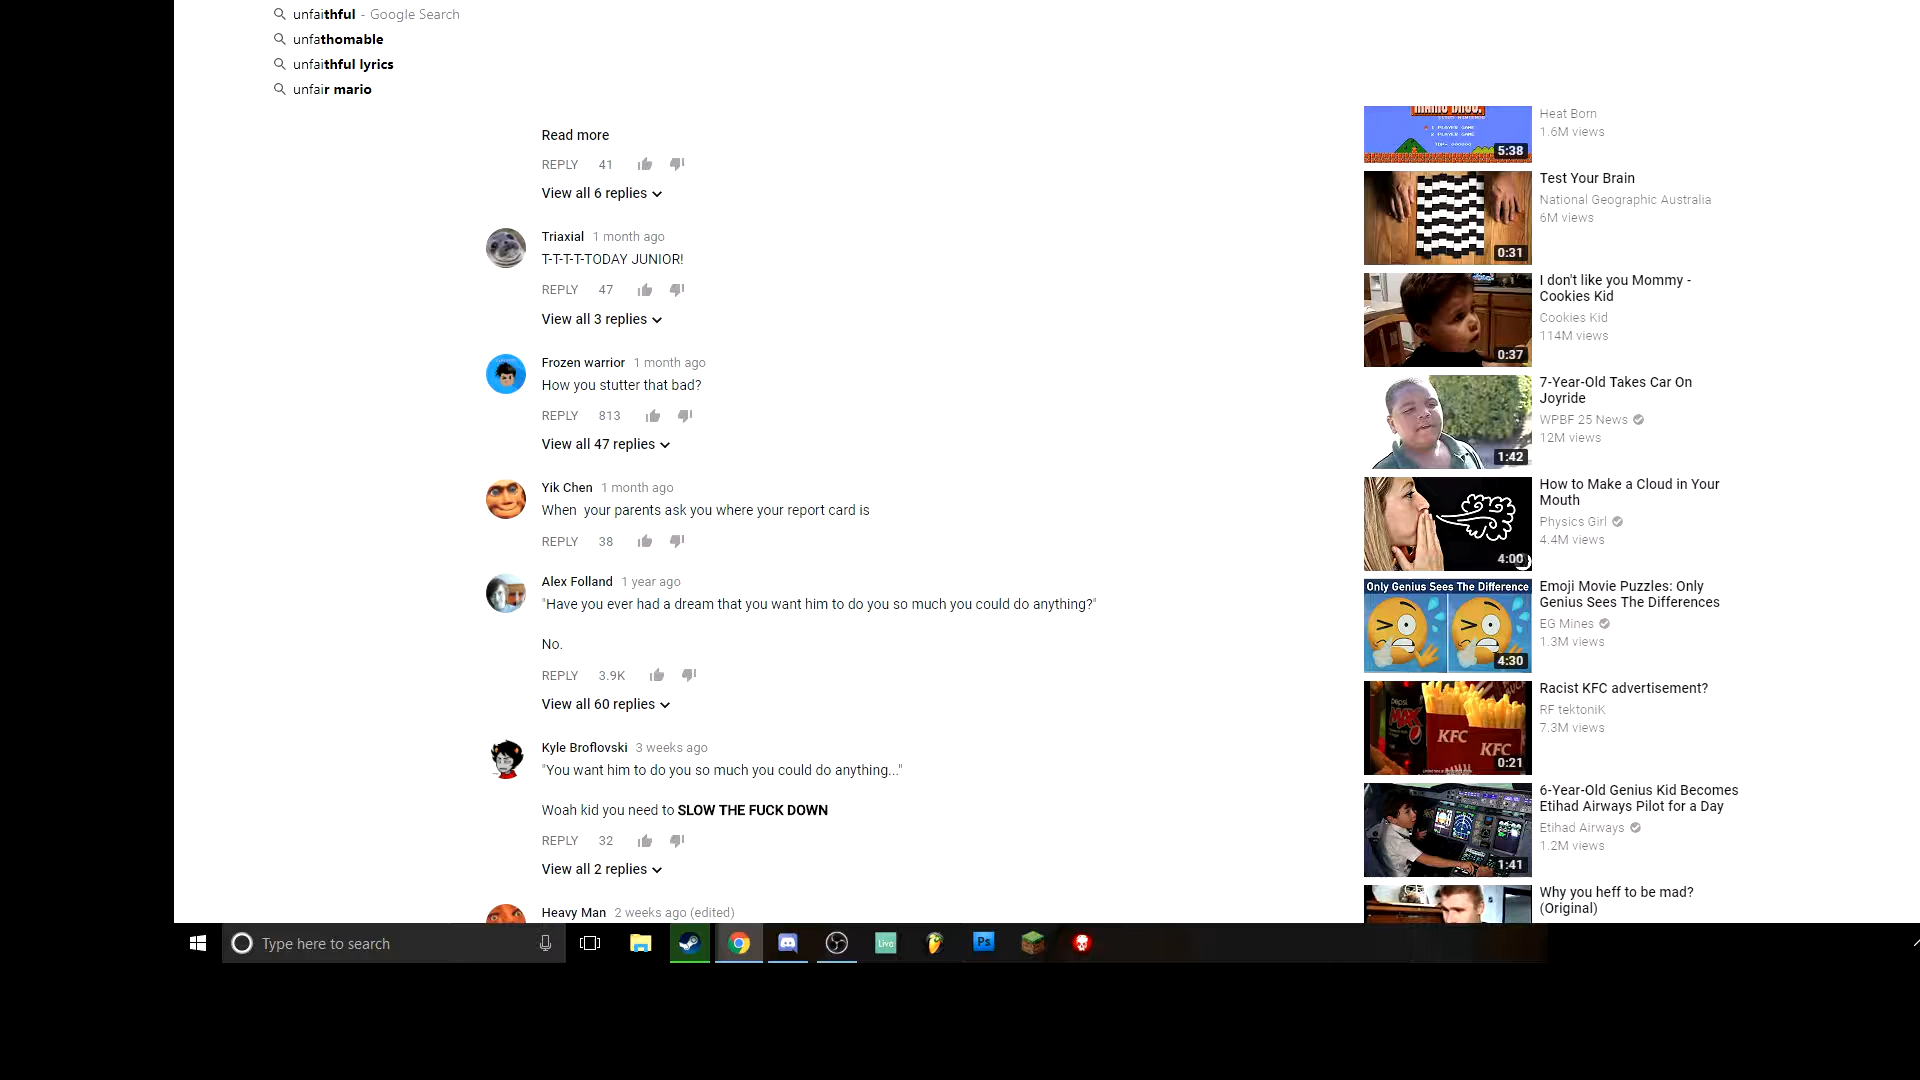 unfaithful - Google Search
unfathomable
unfaithful lyrics
unfair mario
Read more
REPLY 41
View all 6 replies
Triaxial 1 month ago
T-T-T-T-TODAY JUNIOR!
REPLY 47
View all 3 replies
Frozen warrior 1 month ago
How you stutter that bad?
REPLY 813
View all 47 replies
Yik Chen 1 month ago
When your parents ask you where your report card is
REPLY 38
Alex Folland 1 year ago
"Have you ever had a dream that you want him to do you so much you could do anything?"
No.
REPLY 3.9K
View all 60 replies
Kyle Broflovski 3 weeks ago
"You want him to do you so much you could do anything..."
Woah kid you need to SLOW THE FUCK DOWN
REPLY 32
View all 2 replies
Heavy Man 2 weeks ago (edited)
1 PLAYER GAME
2 PLAYER GAME
5:38
Heat Born
1.6M views
0:31
Test Your Brain
National Geographic Australia
6M views
0:37
I don't like you Mommy -
Cookies Kid
Cookies Kid
114M views
1:42
7-Year-Old Takes Car On
Joyride
WPBF 25 News
12M views
4:00
How to Make a Cloud in Your
Mouth
Physics Girl
4.4M views
Only Genius Sees The Difference
4:30
Emoji Movie Puzzles: Only
Genius Sees The Differences
EG Mines
1.3M views
pepsi
MAX
KFC
KFC
0:21
Racist KFC advertisement?
RF tektoniK
7.3M views
1:41
6-Year-Old Genius Kid Becomes
Etihad Airways Pilot for a Day
Etihad Airways
1.2M views
Why you heff to be mad?
(Original)
Type here to search
Live
Ps